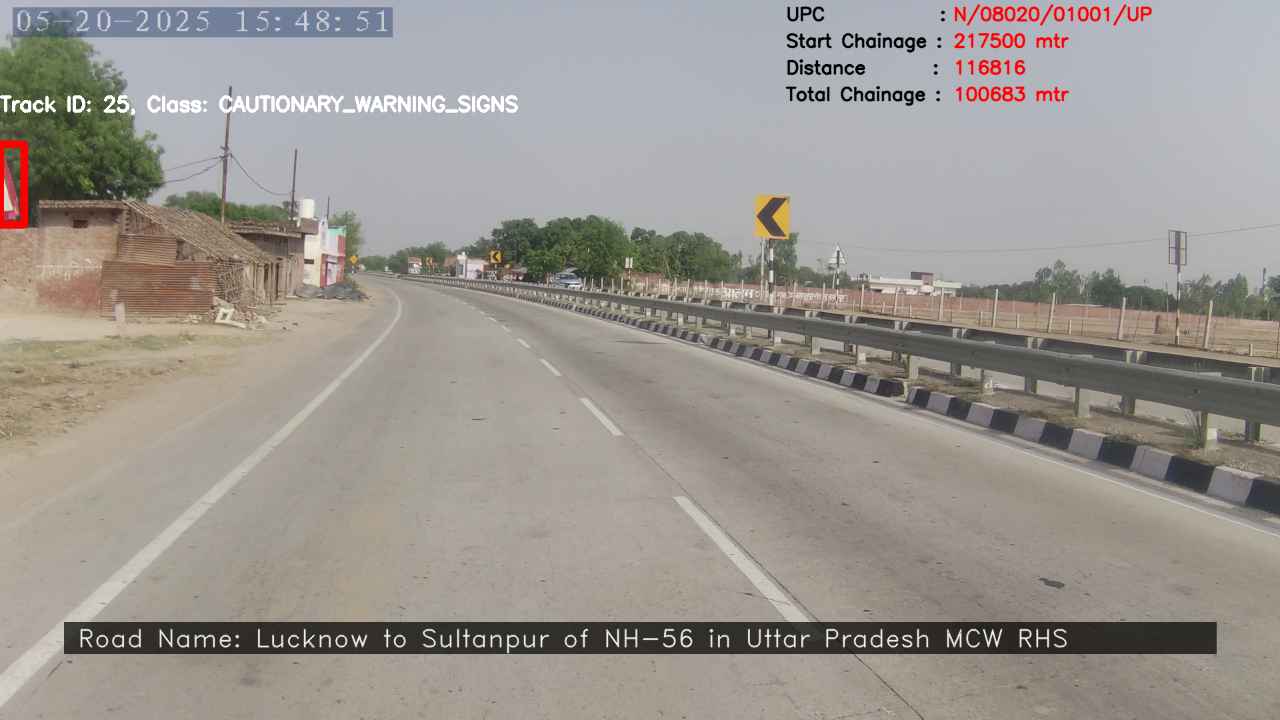 05-20-2025 15:48:51
UPC : N/08020/01001/UP
Start Chainage : 217500 mtr
Distance : 116816
Total Chainage : 100683 mtr
Track ID: 25, Class: CAUTIONARY_WARNING_SIGNS
Road Name: Lucknow to Sultanpur of NH-56 in Uttar Pradesh MCW RHS